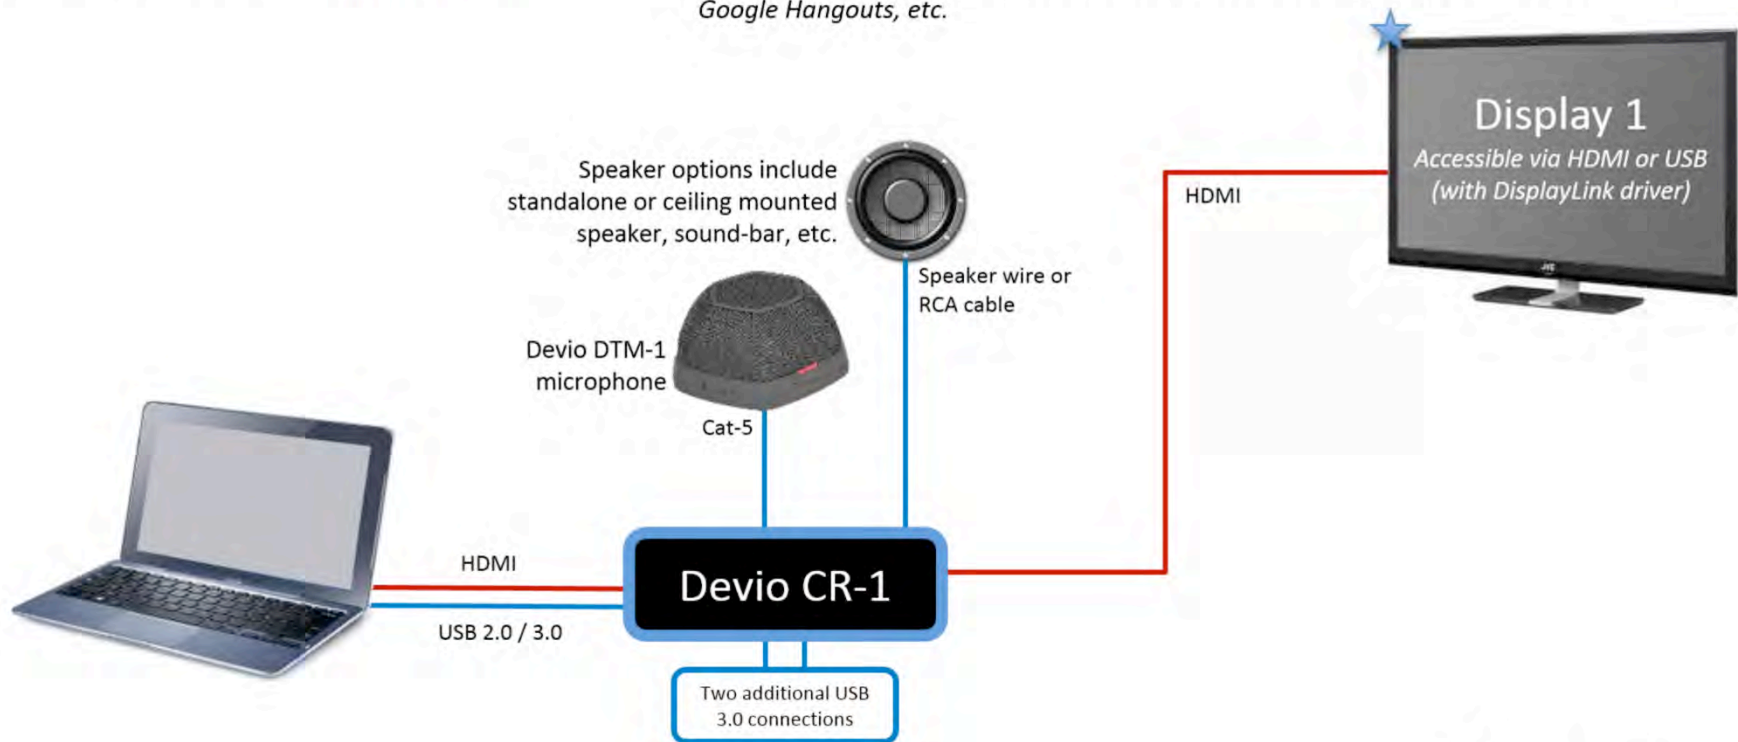 Google Hangouts, etc.
Display 1
Accessible via HDMI or USB
(with DisplayLink driver)
JVC
HDMI
Speaker options include
standalone or ceiling mounted
speaker, sound-bar, etc.
Speaker wire or
RCA cable
Devio DTM-1
microphone
Cat-5
HDMI
Devio CR-1
USB 2.0 / 3.0
Two additional USB
3.0 connections